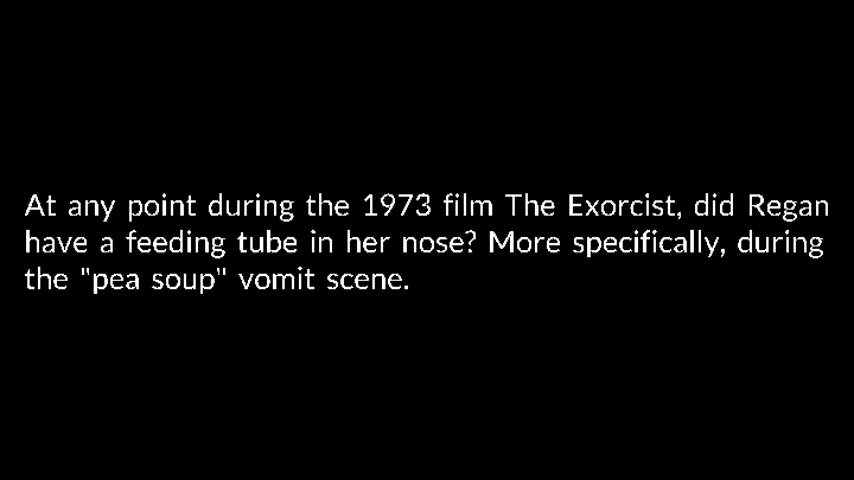 At any point during the 1973 film The Exorcist, did Regan
have a feeding tube in her nose? More specifically, during
the "pea soup" vomit scene.